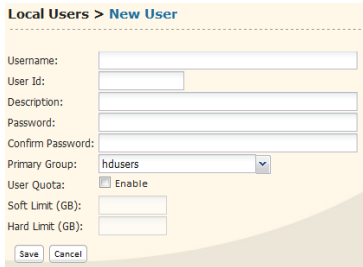 Local Users > New User
Username:
User Id:
Description:
Password:
Confirm Password:
Primary Group: hdusers
User Quota: Enable
Soft Limit (GB):
Hard Limit (GB):
Save Cancel